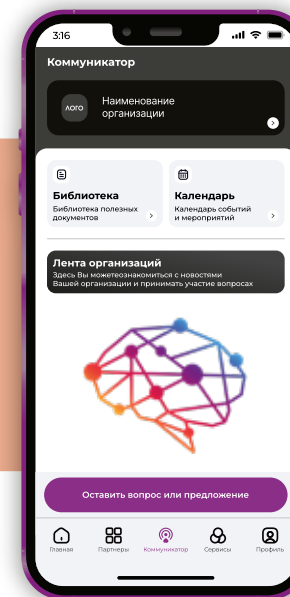 3:16
Коммуникатор
ЛОГО
Наименование
организации
Библиотека
Библиотека полезных
документов
Календарь
Календарь событий
и мероприятий
Лента организаций
Здесь Вы можетеознакомиться с новостями
Вашей организации и принимать участие вопросах
Оставить вопрос или предложение
Главная
Партнеры
Коммуникатор
Сервисы
Профиль